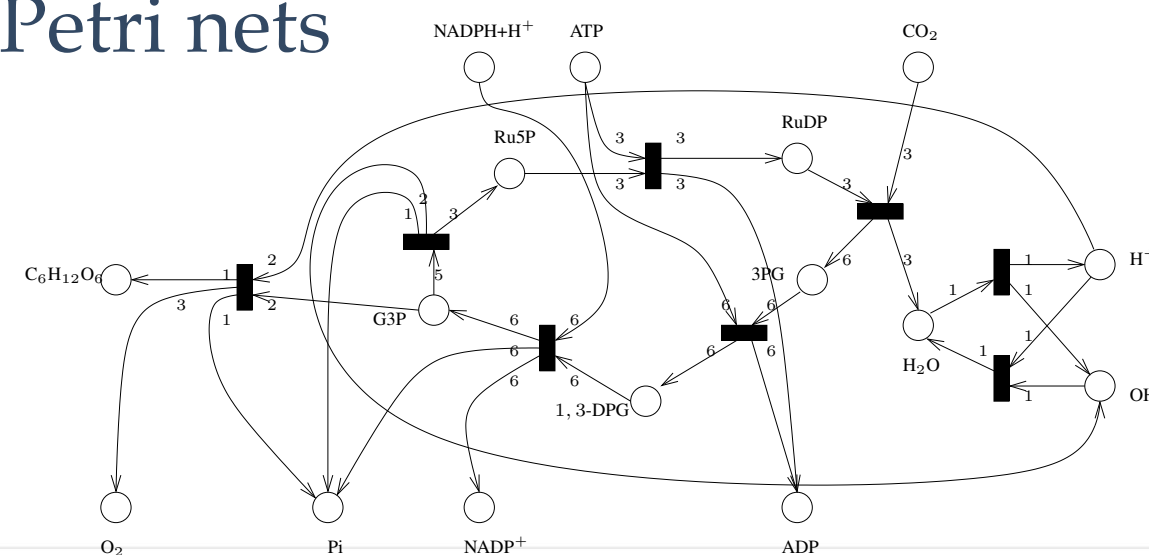 Petri nets
NADPH+H⁺ ATP CO₂
Ru5P 3 3 RuDP
3
2 3 3 3
1 3
C₆H₁₂O₆ 1 2 5 3PG 6 3 1 H⁻
3 2 1 1
1 G3P 6 6 6 6
6 6 6 1 1
6 6 H₂O
1, 3-DPG 1 OH
O₂ Pi NADP⁺ ADP